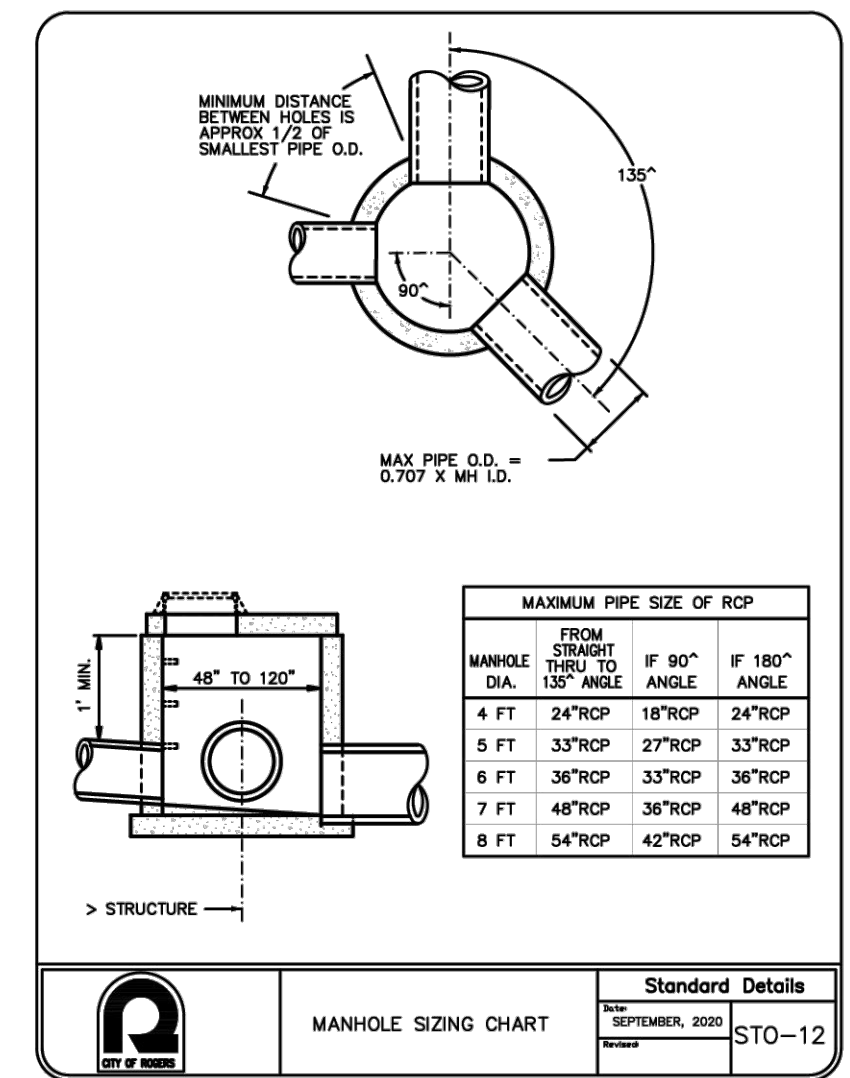 MINIMUM DISTANCE
BETWEEN HOLES IS
APPROX 1/2 OF
SMALLEST PIPE O.D.
135^
90^
MAX PIPE O.D. =
0.707 X MH I.D.
1' MIN.
48" TO 120"
> STRUCTURE
MAXIMUM PIPE SIZE OF RCP
MANHOLE DIA.
FROM STRAIGHT THRU TO 135^ ANGLE
IF 90^ ANGLE
IF 180^ ANGLE
4 FT 24"RCP 18"RCP 24"RCP
5 FT 33"RCP 27"RCP 33"RCP
6 FT 36"RCP 33"RCP 36"RCP
7 FT 48"RCP 36"RCP 48"RCP
8 FT 54"RCP 42"RCP 54"RCP
R
CITY OF ROGERS
MANHOLE SIZING CHART
Standard Details
Date:
SEPTEMBER, 2020
Revised:
STO-12